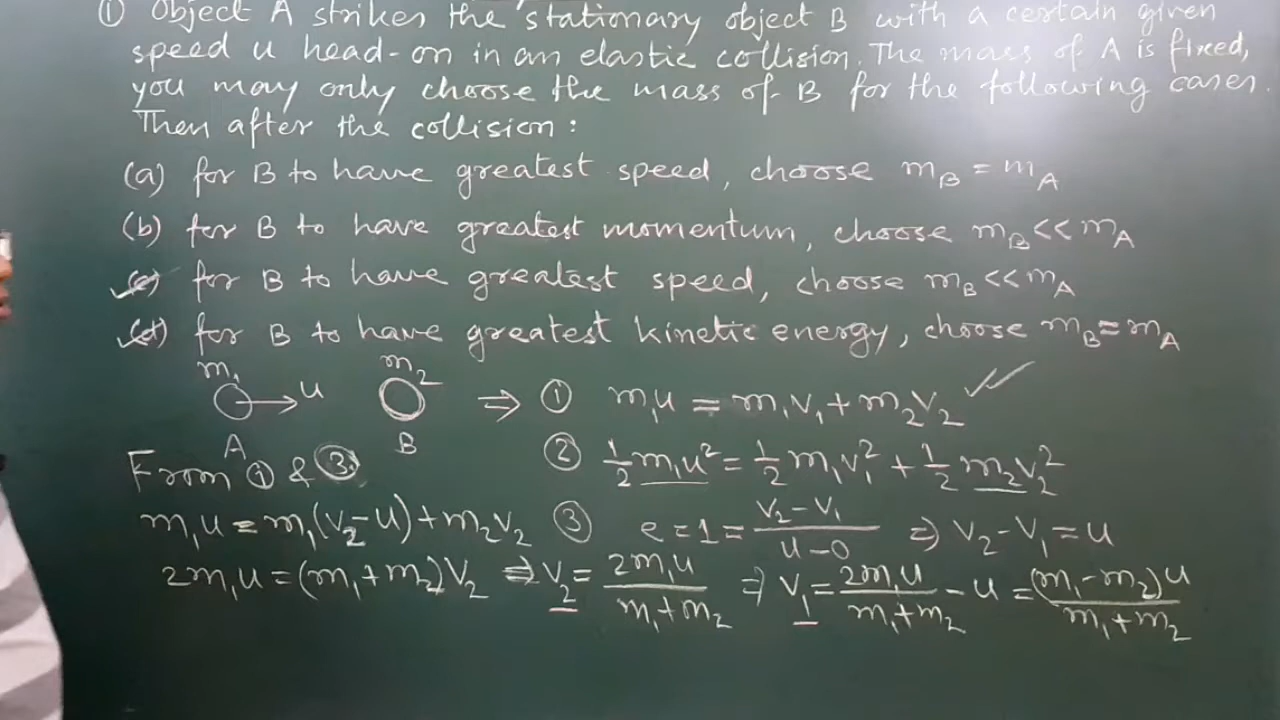 ① Object A strikes the stationary object B with a certain given
speed u head-on in an elastic collision. The mass of A is fixed,
you may only choose the mass of B for the following cases.
Then after the collision:
(a) for B to have greatest speed, choose m_B = m_A
(b) for B to have greatest momentum, choose m_B << m_A
(c) for B to have greatest speed, choose m_B << m_A
(d) for B to have greatest kinetic energy, choose m_B = m_A
m₁ u m₂ ⇒ ① m₁u = m₁v₁ + m₂v₂ ✓
A B
② ½m₁u² = ½m₁v₁² + ½m₂v₂²
From ① & ③
m₁u = m₁(v₂-u) + m₂v₂ ③ e = 1 = (v₂-v₁)/(u-0) ⇒ v₂-v₁ = u
2m₁u = (m₁+m₂)v₂ ⇒ v₂ = 2m₁u/(m₁+m₂) ⇒ v₁ = 2m₁u/(m₁+m₂) - u = (m₁-m₂)u/(m₁+m₂)